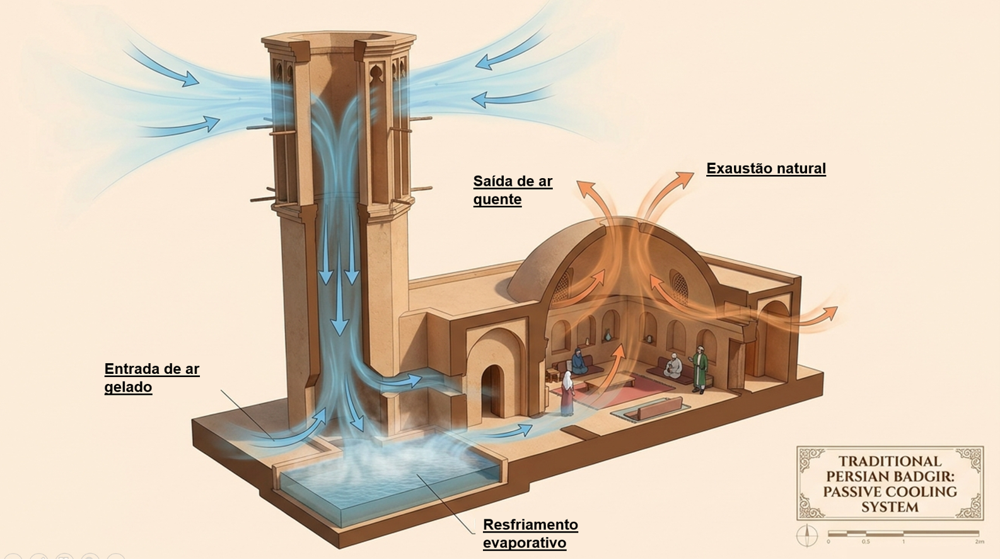 Saída de ar
quente
Exaustão natural
Entrada de ar
gelado
Resfriamento
evaporativo
TRADITIONAL
PERSIAN BADGIR:
PASSIVE COOLING
SYSTEM
0 0.5 1 2m